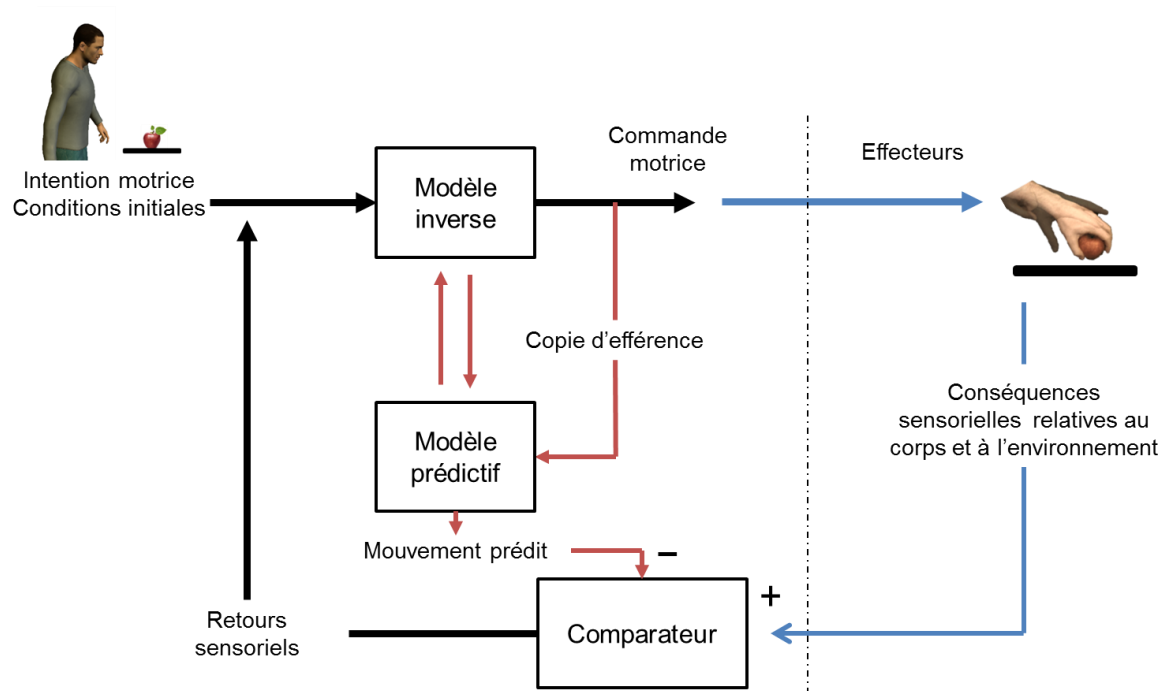 Intention motrice
Conditions initiales
Modèle
inverse
Commande
motrice
Effecteurs
Copie d’efférence
Conséquences
sensorielles relatives au
corps et à l’environnement
Modèle
prédictif
Mouvement prédit
−
+
Comparateur
Retours
sensoriels